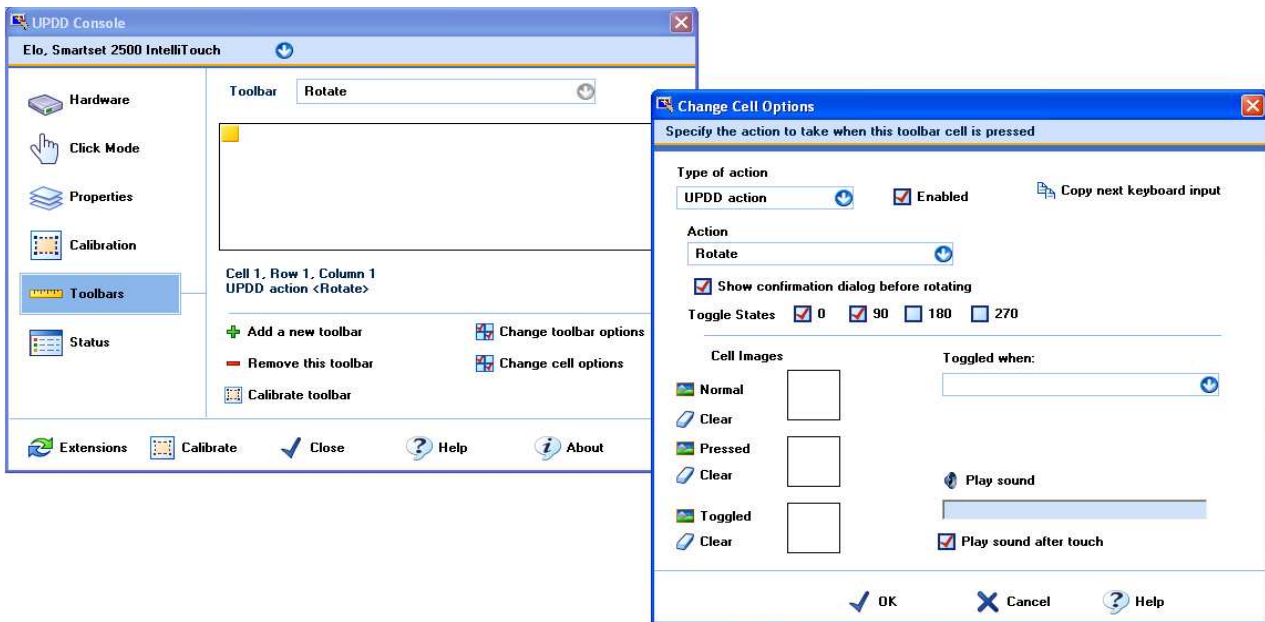 UPDD Console
Elo, Smartset 2500 IntelliTouch
Hardware
Click Mode
Properties
Calibration
Toolbars
Status
Toolbar Rotate
Cell 1, Row 1, Column 1
UPDD action <Rotate>
Add a new toolbar Change toolbar options
Remove this toolbar Change cell options
Calibrate toolbar
Extensions Calibrate Close Help About
Change Cell Options
Specify the action to take when this toolbar cell is pressed
Type of action
UPDD action Enabled Copy next keyboard input
Action
Rotate
Show confirmation dialog before rotating
Toggle States 0 90 180 270
Cell Images Toggled when:
Normal
Clear
Pressed
Clear Play sound
Toggled
Clear Play sound after touch
OK Cancel Help